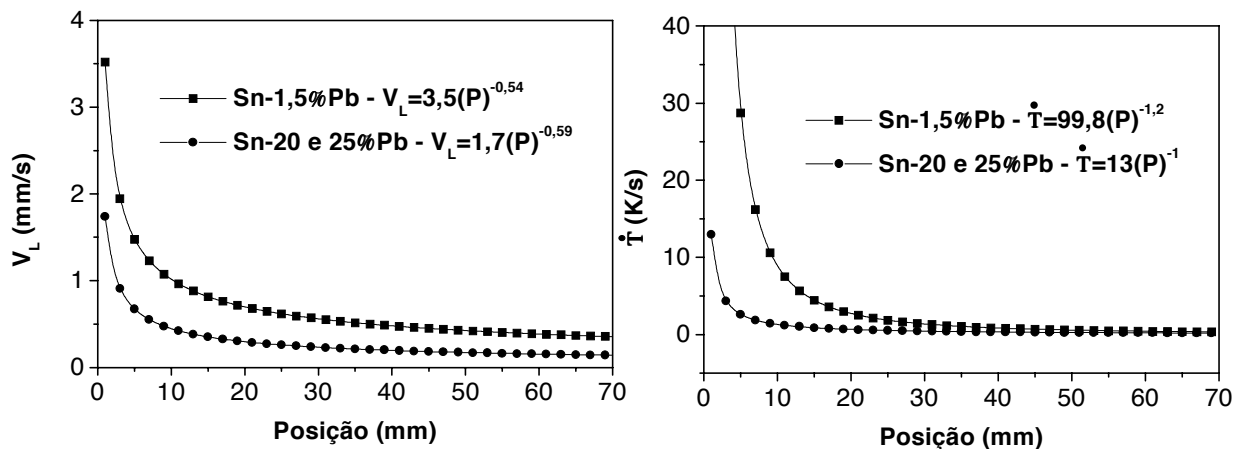 4
3
2
1
0
V_L (mm/s)
Sn-1,5%Pb - V_L=3,5(P)^-0,54
Sn-20 e 25%Pb - V_L=1,7(P)^-0,59
0 10 20 30 40 50 60 70
Posição (mm)
40
30
20
10
0
Ṫ (K/s)
Sn-1,5%Pb - Ṫ=99,8(P)^-1,2
Sn-20 e 25%Pb - Ṫ=13(P)^-1
0 10 20 30 40 50 60 70
Posição (mm)